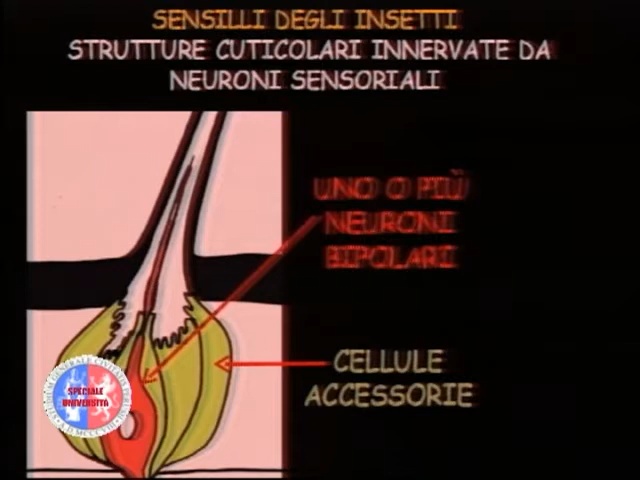 SENSILLI DEGLI INSETTI
STRUTTURE CUTICOLARI INNERVATE DA
NEURONI SENSORIALI
UNO O PIÙ
NEURONI
BIPOLARI
CELLULE
ACCESSORIE
SPECIALE
UNIVERSITÀ